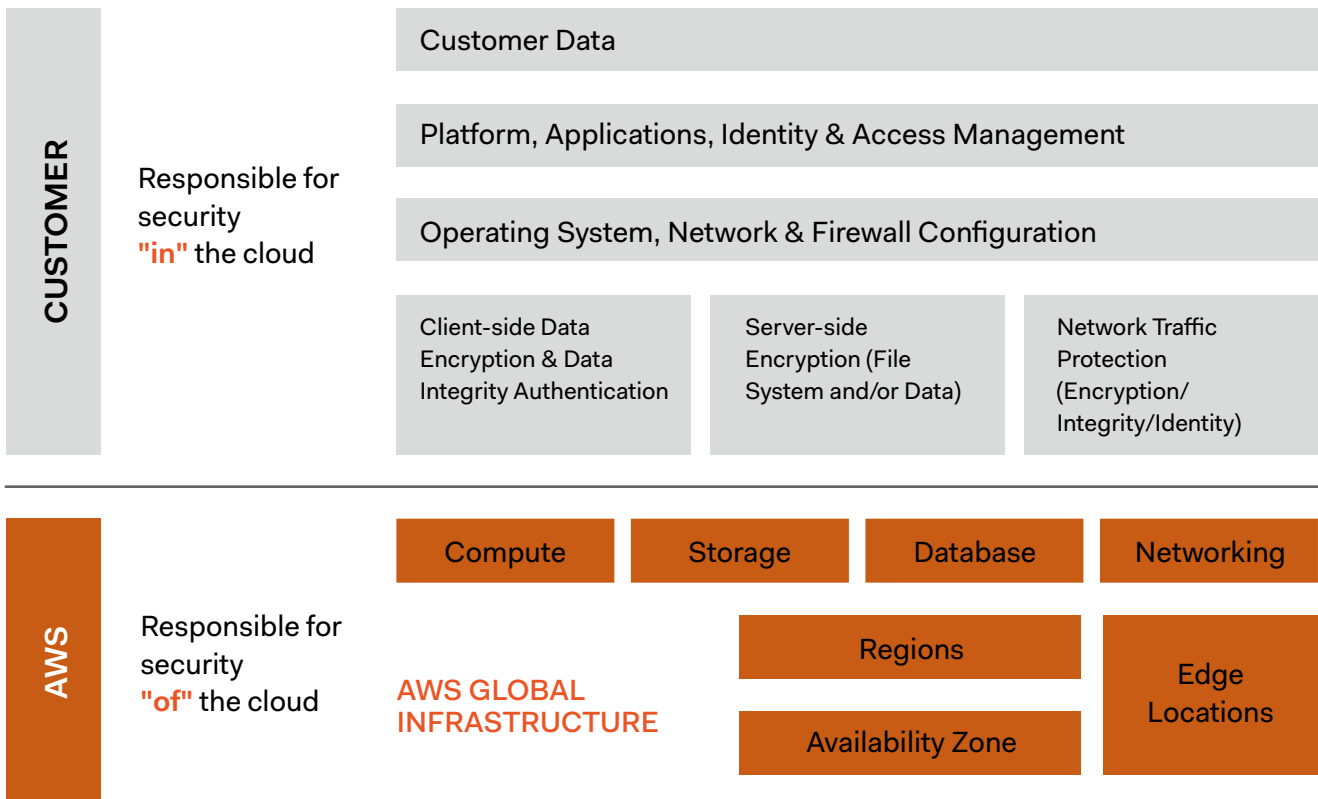 CUSTOMER
Responsible for
security
"in" the cloud
Customer Data
Platform, Applications, Identity & Access Management
Operating System, Network & Firewall Configuration
Client-side Data
Encryption & Data
Integrity Authentication
Server-side
Encryption (File
System and/or Data)
Network Traffic
Protection
(Encryption/
Integrity/Identity)
AWS
Responsible for
security
"of" the cloud
Compute
Storage
Database
Networking
AWS GLOBAL
INFRASTRUCTURE
Regions
Availability Zone
Edge
Locations